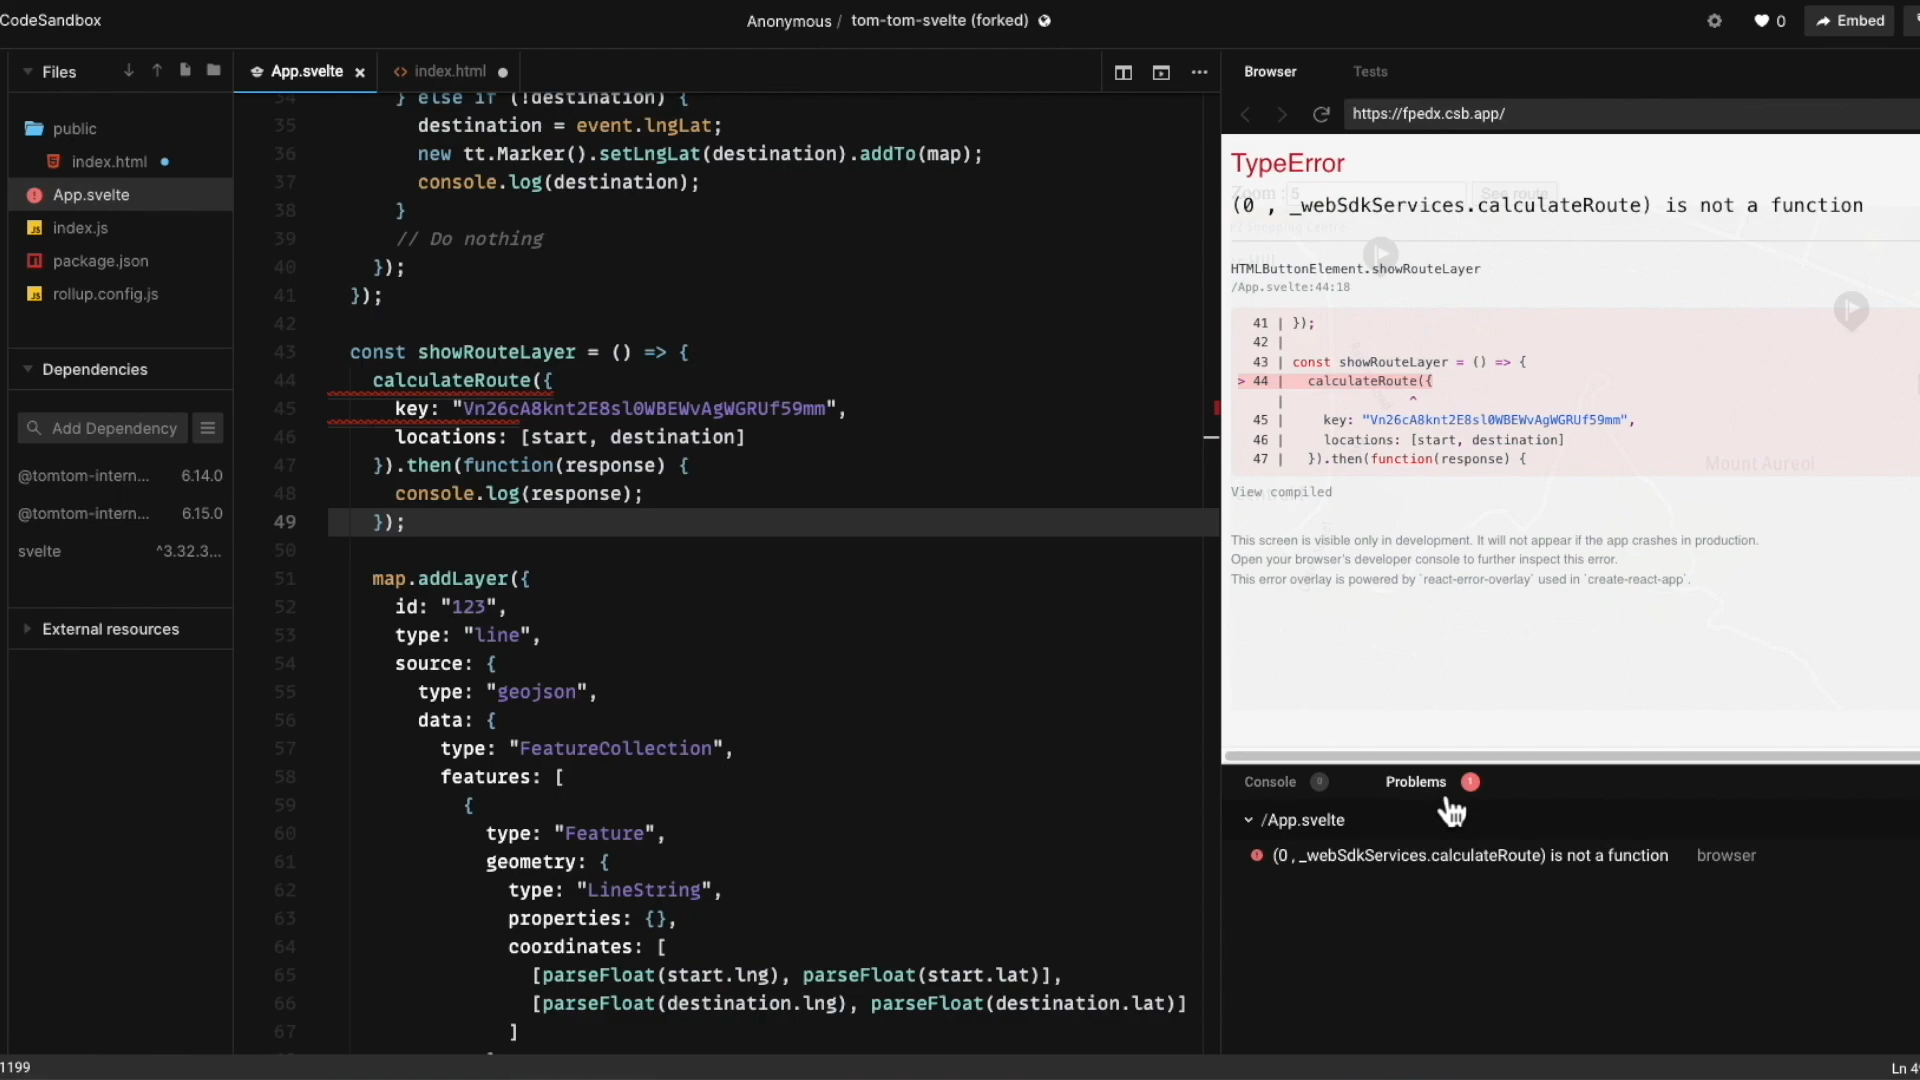 CodeSandbox
Anonymous / tom-tom-svelte (forked)
0
Embed
Files
public
index.html
App.svelte
index.js
package.json
rollup.config.js
Dependencies
Add Dependency
@tomtom-intern... 6.14.0
@tomtom-intern... 6.15.0
svelte ^3.32.3...
External resources
App.svelte
index.html
34 } else if (!destination) {
35 destination = event.lngLat;
36 new tt.Marker().setLngLat(destination).addTo(map);
37 console.log(destination);
38 }
39 // Do nothing
40 });
41 });
42
43 const showRouteLayer = () => {
44 calculateRoute({
45 key: "Vn26cA8knt2E8sl0WBEWvAgWGRUf59mm",
46 locations: [start, destination]
47 }).then(function(response) {
48 console.log(response);
49 });
50
51 map.addLayer({
52 id: "123",
53 type: "line",
54 source: {
55 type: "geojson",
56 data: {
57 type: "FeatureCollection",
58 features: [
59 {
60 type: "Feature",
61 geometry: {
62 type: "LineString",
63 properties: {},
64 coordinates: [
65 [parseFloat(start.lng), parseFloat(start.lat)],
66 [parseFloat(destination.lng), parseFloat(destination.lat)]
67 ]
Browser
Tests
https://fpedx.csb.app/
TypeError
Zoom : 5
See route
(0 , _webSdkServices.calculateRoute) is not a function
HTMLButtonElement.showRouteLayer
/App.svelte:44:18
41 | });
42 |
43 | const showRouteLayer = () => {
> 44 | calculateRoute({
| ^
45 | key: "Vn26cA8knt2E8sl0WBEWvAgWGRUf59mm",
46 | locations: [start, destination]
47 | }).then(function(response) {
Mount Aureol
View compiled
This screen is visible only in development. It will not appear if the app crashes in production.
Open your browser's developer console to further inspect this error.
This error overlay is powered by `react-error-overlay` used in `create-react-app`.
Console 0
Problems 1
/App.svelte
(0 , _webSdkServices.calculateRoute) is not a function browser
1199
Ln 4